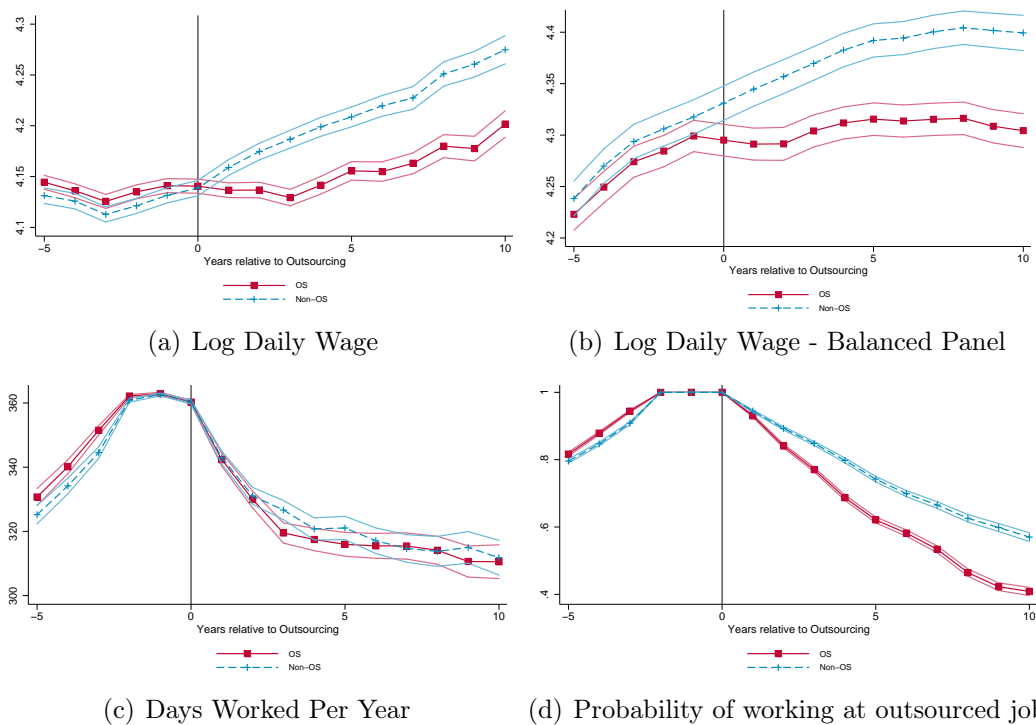 4.3
4.25
4.2
4.15
4.1
−5
0
5
10
Years relative to Outsourcing
OS
Non−OS
(a) Log Daily Wage
4.4
4.35
4.3
4.25
4.2
−5
0
5
10
Years relative to Outsourcing
OS
Non−OS
(b) Log Daily Wage - Balanced Panel
360
340
320
300
−5
0
5
10
Years relative to Outsourcing
OS
Non−OS
(c) Days Worked Per Year
1
.8
.6
.4
−5
0
5
10
Years relative to Outsourcing
OS
Non−OS
(d) Probability of working at outsourced jo